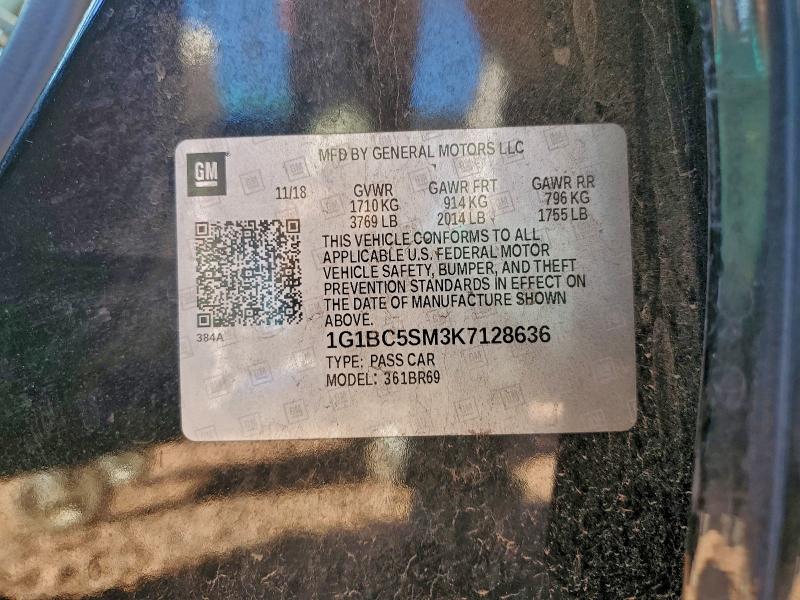 MFD BY GENERAL MOTORS LLC
GM
11/18 GVWR GAWR FRT GAWR RR
1710 KG 914 KG 796 KG
3769 LB 2014 LB 1755 LB
THIS VEHICLE CONFORMS TO ALL
APPLICABLE U.S. FEDERAL MOTOR
VEHICLE SAFETY, BUMPER, AND THEFT
PREVENTION STANDARDS IN EFFECT ON
THE DATE OF MANUFACTURE SHOWN
ABOVE.
384A
1G1BC5SM3K7128636
TYPE: PASS CAR
MODEL: 361BR69